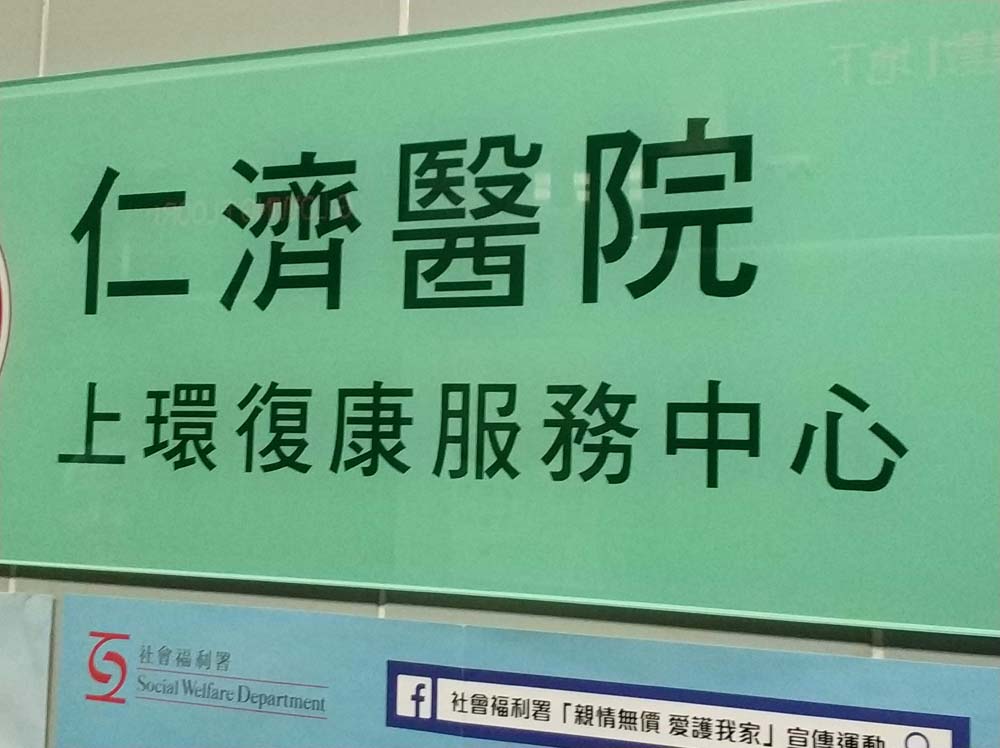 仁濟醫院
上環復康服務中心
社會福利署
Social Welfare Department
社會福利署「親情無價 愛護我家」宣傳運動